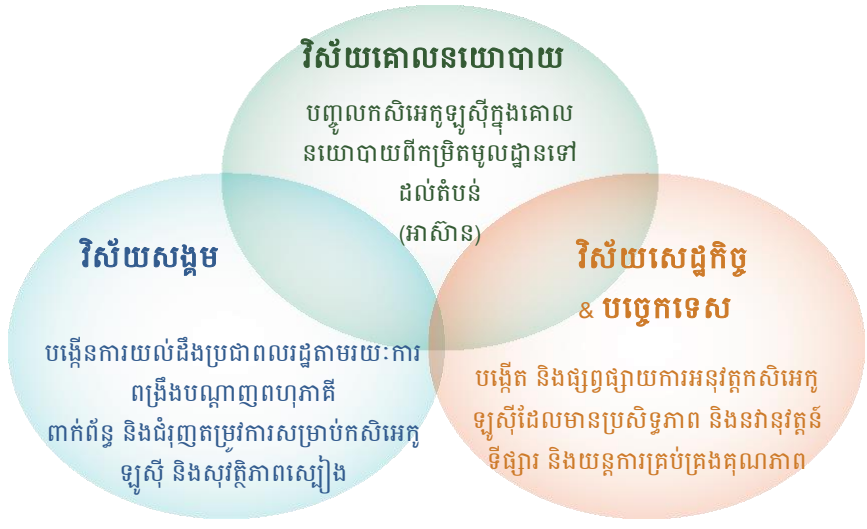 វិស័យគោលនយោបាយ
បញ្ចូលកសិអេកូឡូស៊ីក្នុងគោល
នយោបាយពីកម្រិតមូលដ្ឋានទៅ
ដល់តំបន់
(អាស៊ាន)
វិស័យសង្គម
បង្កើនការយល់ដឹងប្រជាពលរដ្ឋតាមរយៈការ
ពង្រឹងបណ្តាញពហុភាគី
ពាក់ព័ន្ធ និងជំរុញតម្រូវការសម្រាប់កសិអេកូ
ឡូស៊ី និងសុវត្ថិភាពស្បៀង
វិស័យសេដ្ឋកិច្ច
& បច្ចេកទេស
បង្កើត និងផ្សព្វផ្សាយការអនុវត្តកសិអេកូ
ឡូស៊ីដែលមានប្រសិទ្ធភាព និងនវានុវត្តន៍
ទីផ្សារ និងយន្តការគ្រប់គ្រងគុណភាព